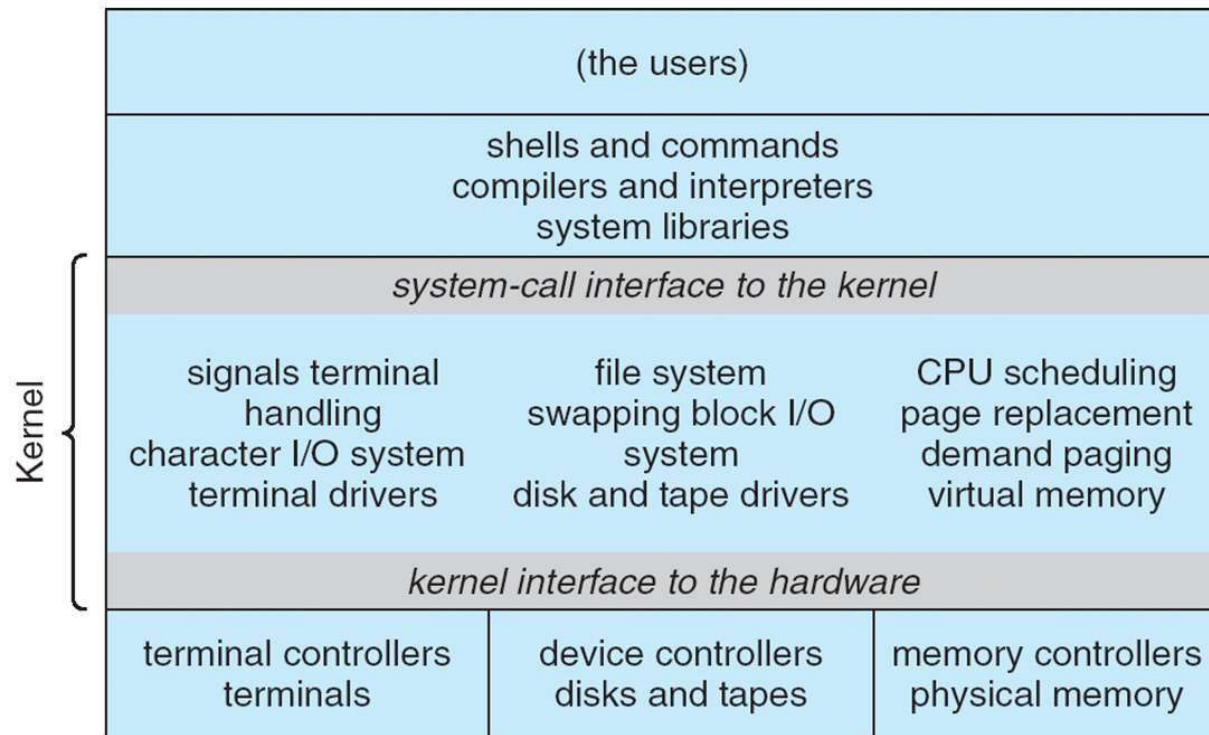 (the users)
shells and commands
compilers and interpreters
system libraries
Kernel
system-call interface to the kernel
signals terminal
handling
character I/O system
terminal drivers
file system
swapping block I/O
system
disk and tape drivers
CPU scheduling
page replacement
demand paging
virtual memory
kernel interface to the hardware
terminal controllers
terminals
device controllers
disks and tapes
memory controllers
physical memory